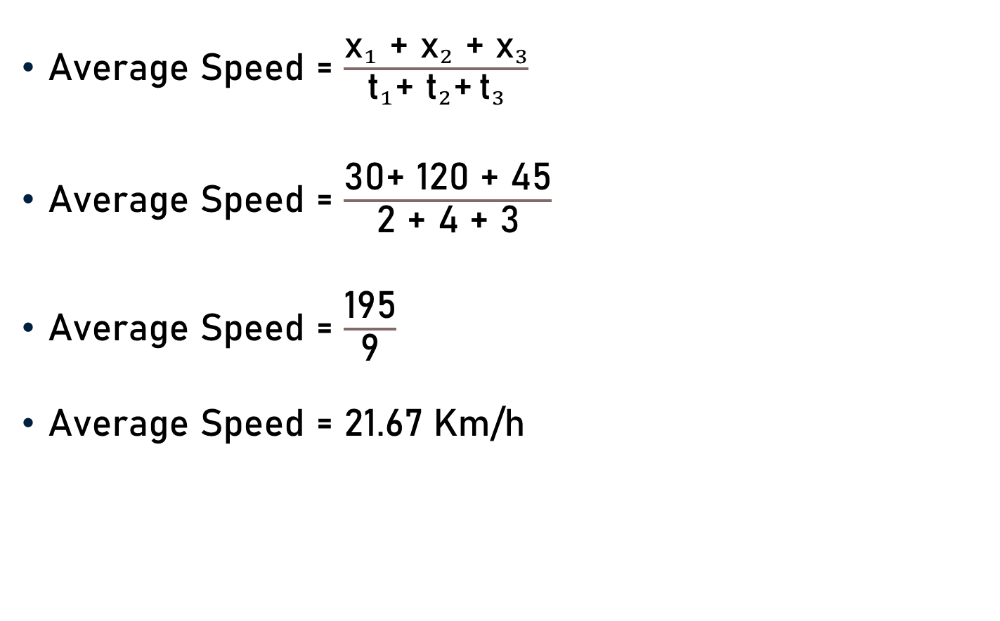 • Average Speed = x₁ + x₂ + x₃ / t₁+ t₂+ t₃
• Average Speed = 30+ 120 + 45 / 2 + 4 + 3
• Average Speed = 195 / 9
• Average Speed = 21.67 Km/h